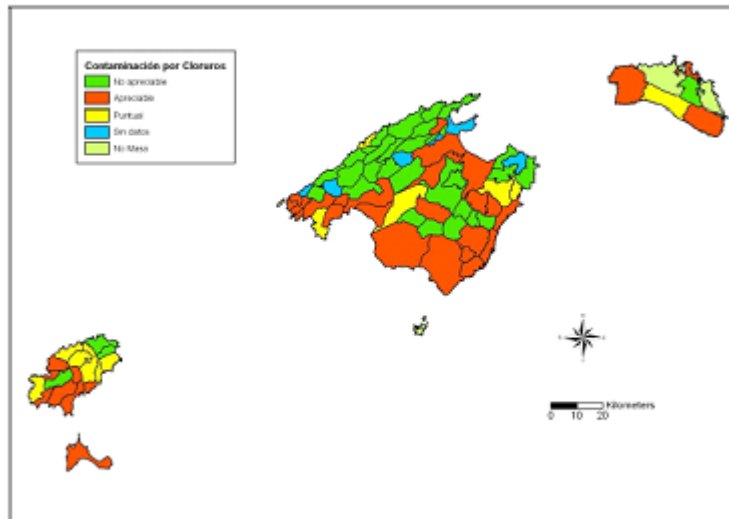 Contaminación por Cloruros
No apreciable
Apreciable
Puntual
Sin datos
No Masa
0 10 20 Kilometers